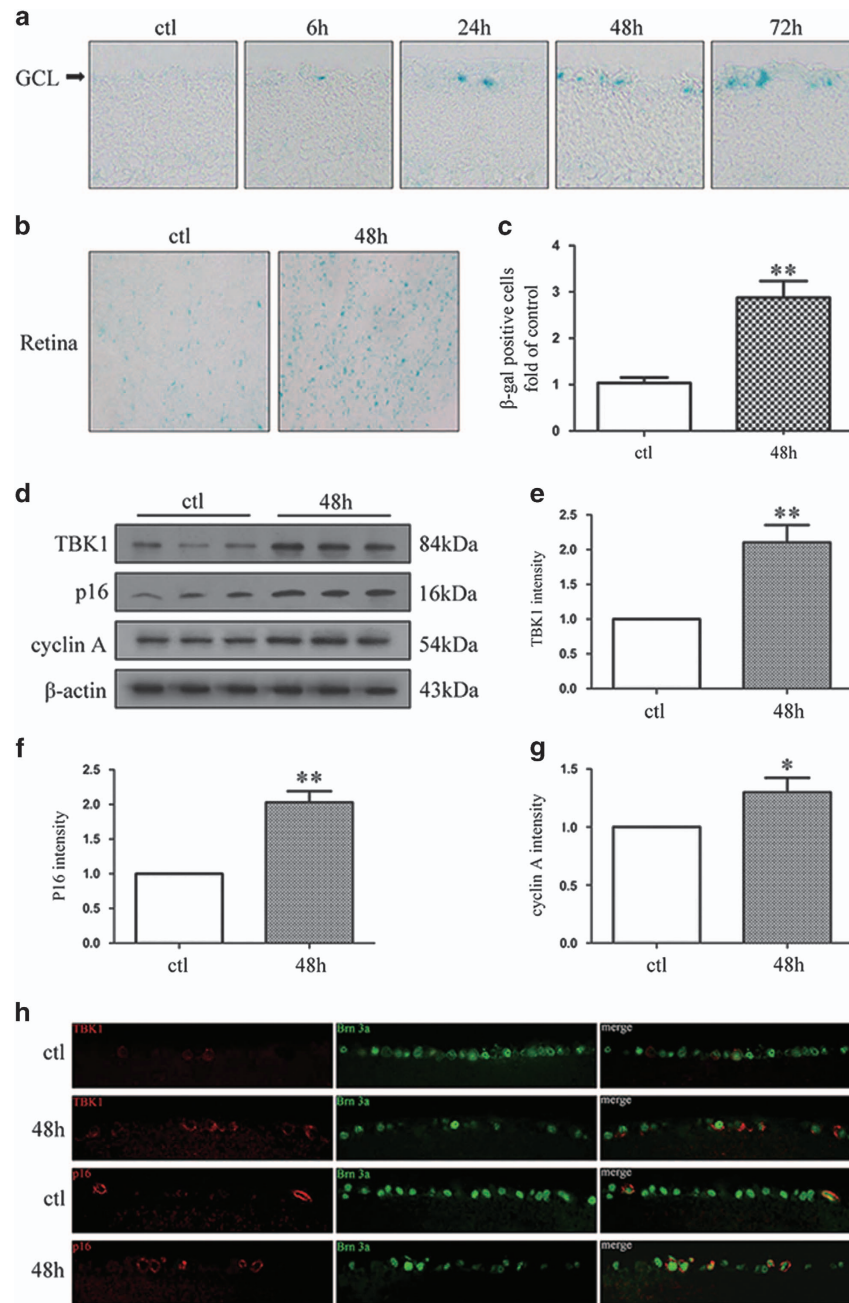 a
ctl 6h 24h 48h 72h
GCL
b
ctl 48h
Retina
c
β-gal positive cells
fold of control
4
3
2
1
0
**
ctl 48h
d
ctl 48h
TBK1 84kDa
p16 16kDa
cyclin A 54kDa
β-actin 43kDa
e
TBK1 intensity
2.5
2.0
1.5
1.0
0.5
0.0
**
ctl 48h
f
P16 intensity
2.5
2.0
1.5
1.0
0.5
0.0
**
ctl 48h
g
cyclin A intensity
1.5
1.0
0.5
0.0
*
ctl 48h
h
ctl
TBK1 Brn 3a merge
48h
TBK1 Brn 3a merge
ctl
p16 Brn 3a merge
48h
p16 Brn 3a merge